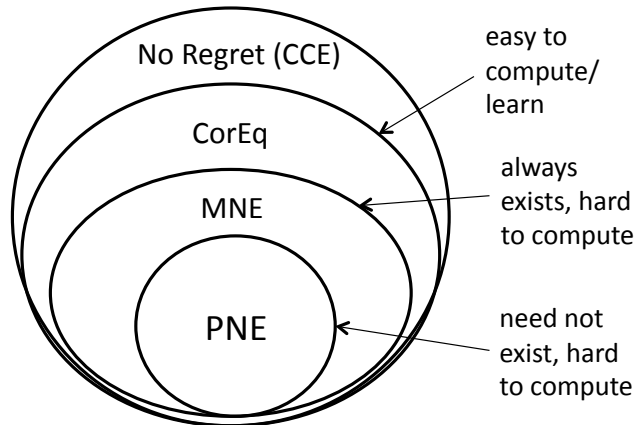 No Regret (CCE)
easy to
compute/
learn
CorEq
always
exists, hard
to compute
MNE
PNE
need not
exist, hard
to compute